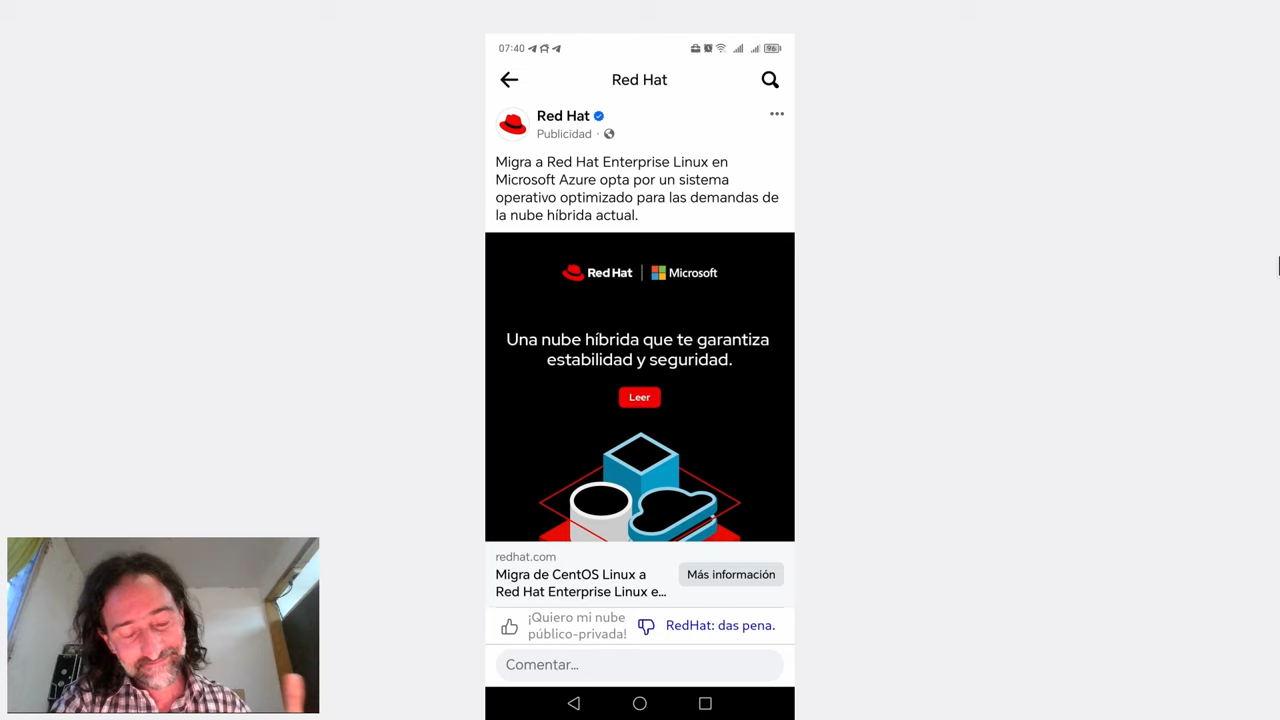 07:40
96
Red Hat
Red Hat
Publicidad ·
Migra a Red Hat Enterprise Linux en
Microsoft Azure opta por un sistema
operativo optimizado para las demandas de
la nube híbrida actual.
Red Hat | Microsoft
Una nube híbrida que te garantiza
estabilidad y seguridad.
Leer
redhat.com
Migra de CentOS Linux a
Red Hat Enterprise Linux e...
Más información
¡Quiero mi nube
público-privada!
RedHat: das pena.
Comentar...